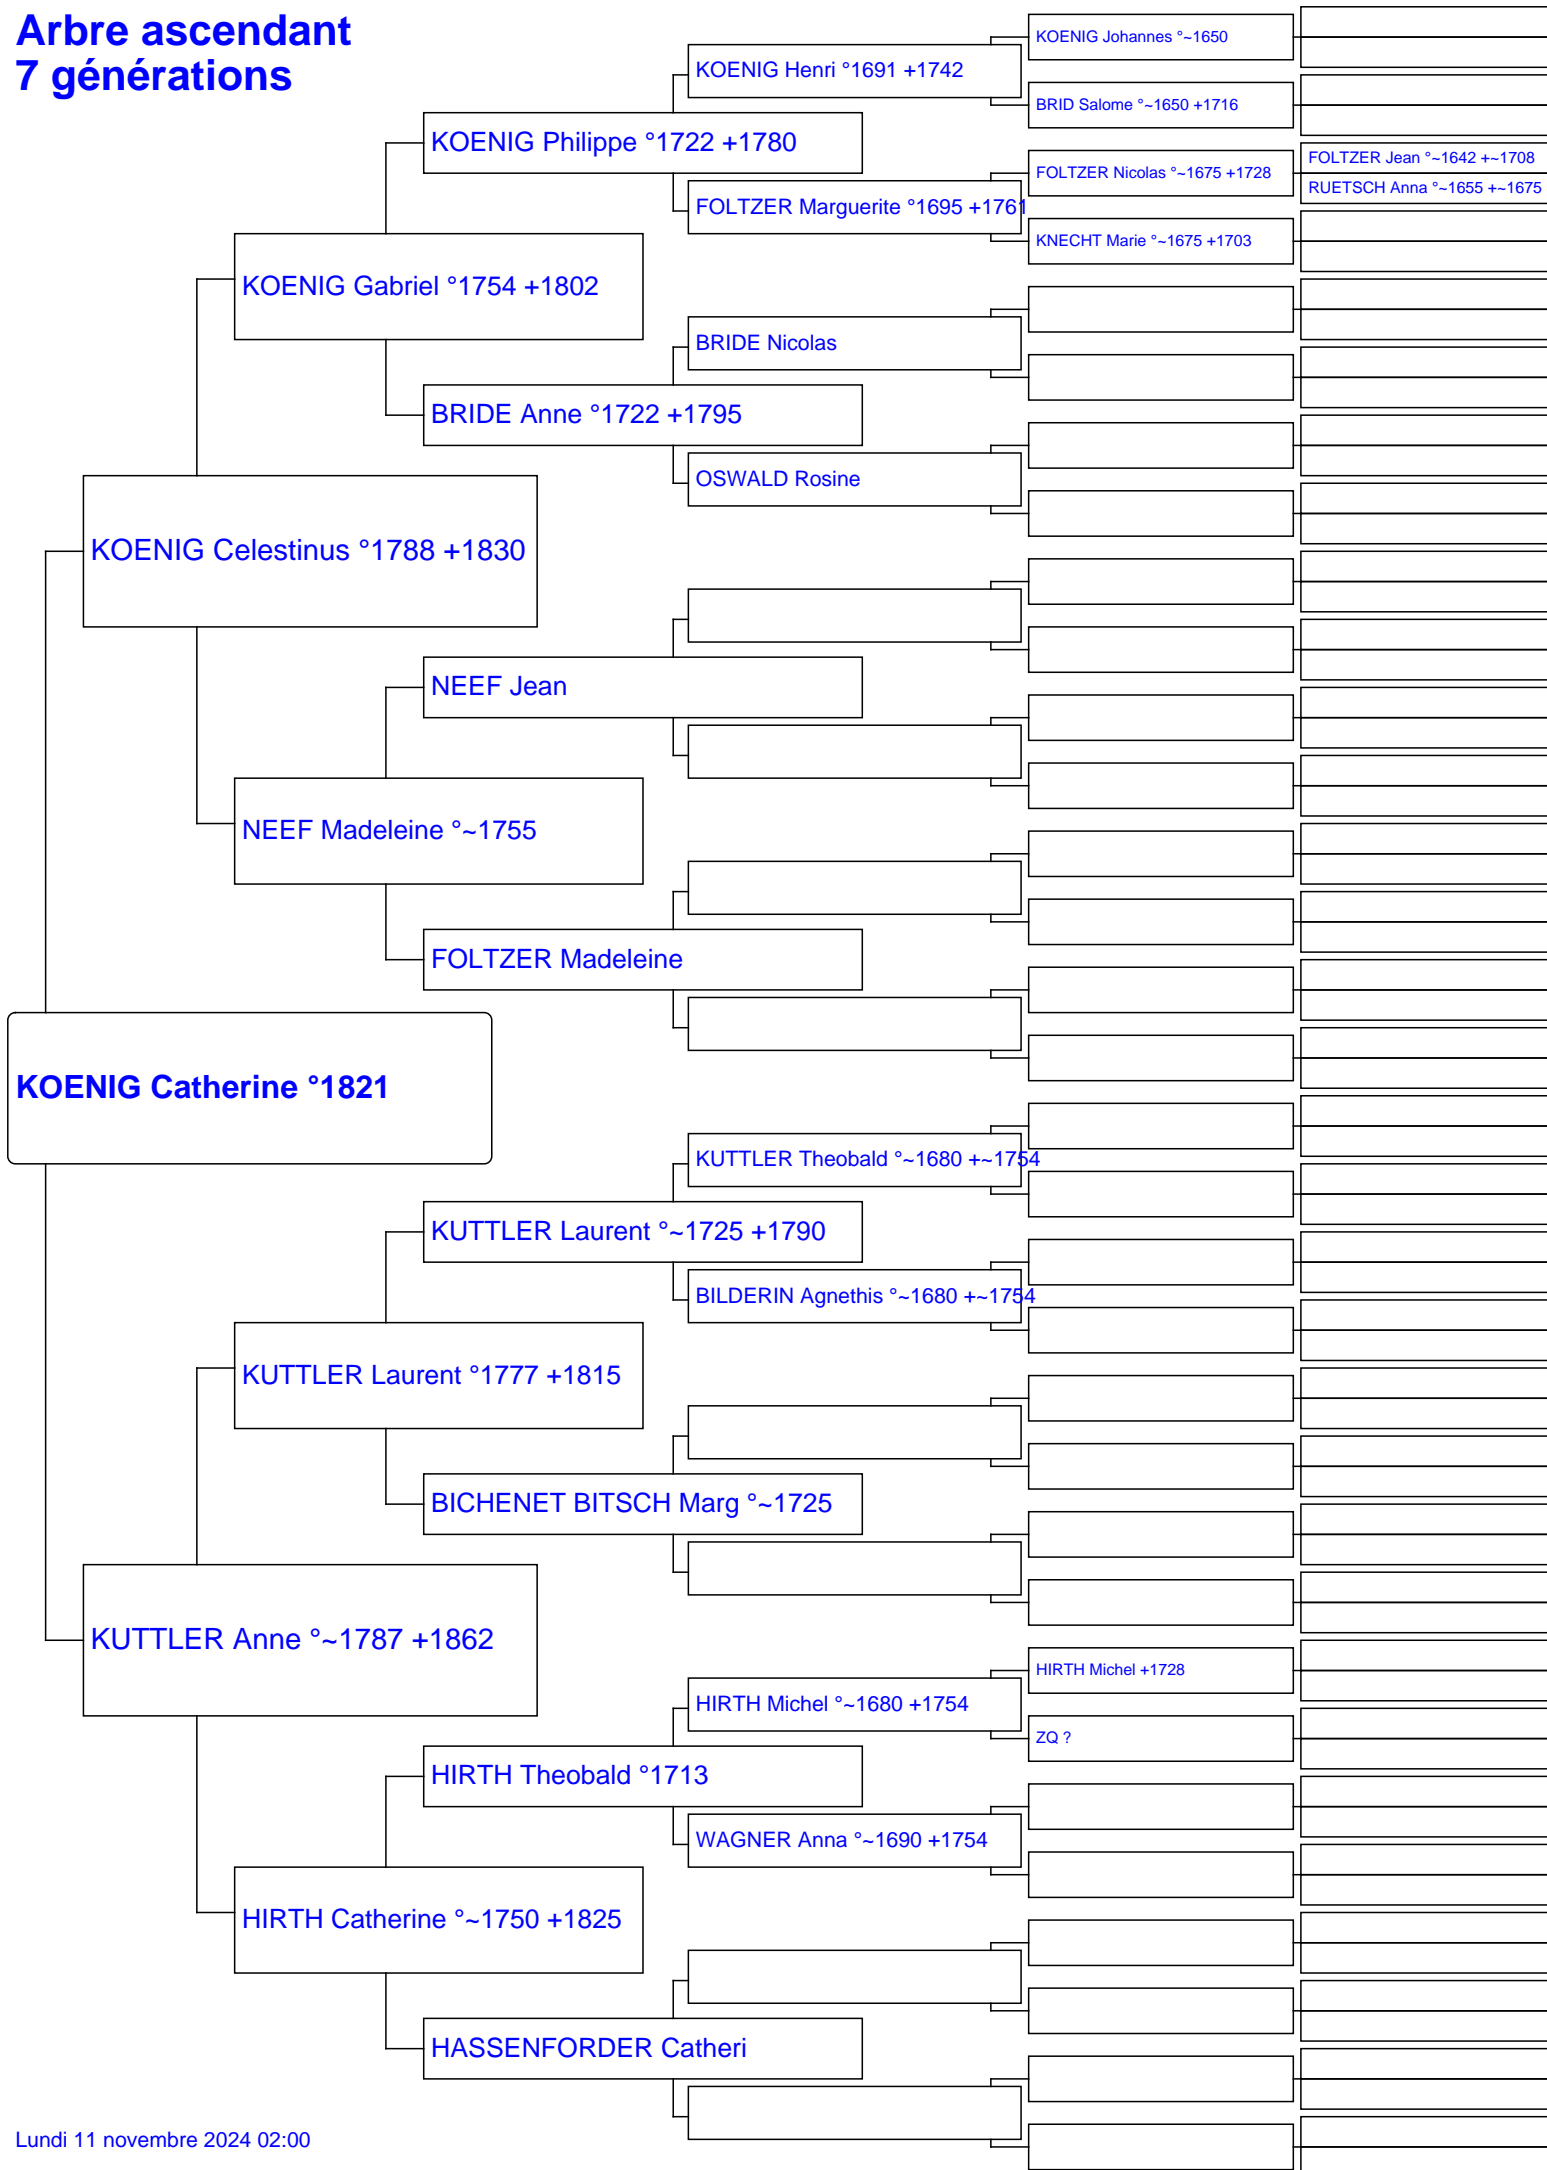 Arbre ascendant
7 générations
KOENIG Johannes °~1650
KOENIG Henri °1691 +1742
BRID Salome °~1650 +1716
KOENIG Philippe °1722 +1780
FOLTZER Jean °~1642 +~1708
FOLTZER Nicolas °~1675 +1728
RUETSCH Anna °~1655 +~1675
FOLTZER Marguerite °1695 +1761
KNECHT Marie °~1675 +1703
KOENIG Gabriel °1754 +1802
BRIDE Nicolas
BRIDE Anne °1722 +1795
OSWALD Rosine
KOENIG Celestinus °1788 +1830
NEEF Jean
NEEF Madeleine °~1755
FOLTZER Madeleine
KOENIG Catherine °1821
KUTTLER Theobald °~1680 +~1754
KUTTLER Laurent °~1725 +1790
BILDERIN Agnethis °~1680 +~1754
KUTTLER Laurent °1777 +1815
BICHENET BITSCH Marg °~1725
KUTTLER Anne °~1787 +1862
HIRTH Michel +1728
HIRTH Michel °~1680 +1754
ZQ ?
HIRTH Theobald °1713
WAGNER Anna °~1690 +1754
HIRTH Catherine °~1750 +1825
HASSENFORDER Catheri
Lundi 11 novembre 2024 02:00